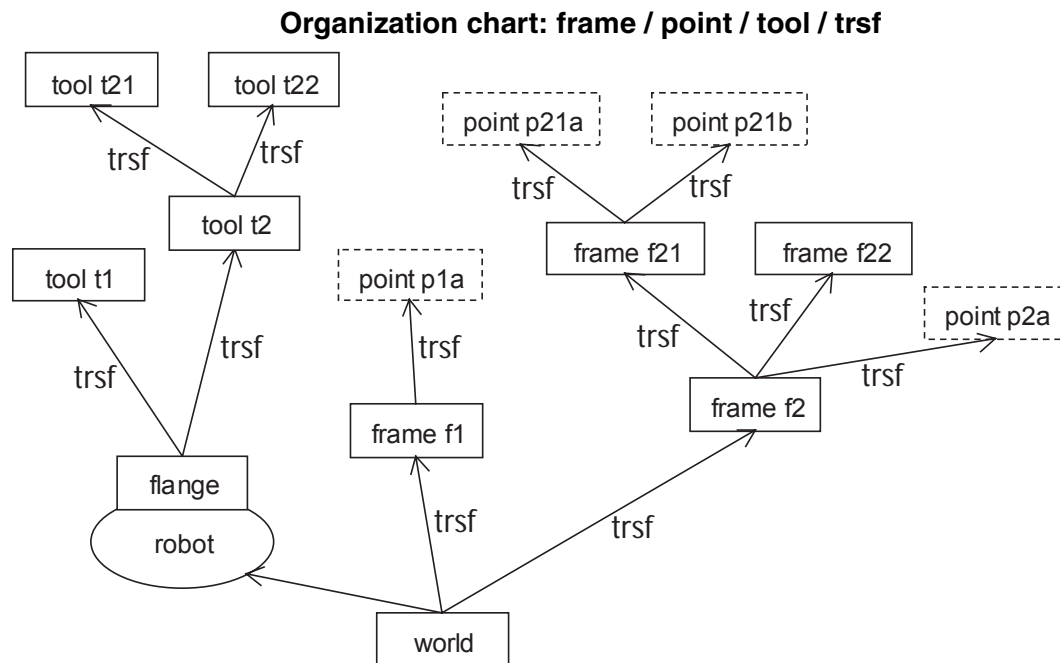 Organization chart: frame / point / tool / trsf
tool t21
tool t22
point p21a
point p21b
trsf
trsf
trsf
trsf
tool t2
frame f21
frame f22
tool t1
point p1a
point p2a
trsf
trsf
trsf
trsf
trsf
trsf
frame f2
frame f1
flange
trsf
trsf
robot
world